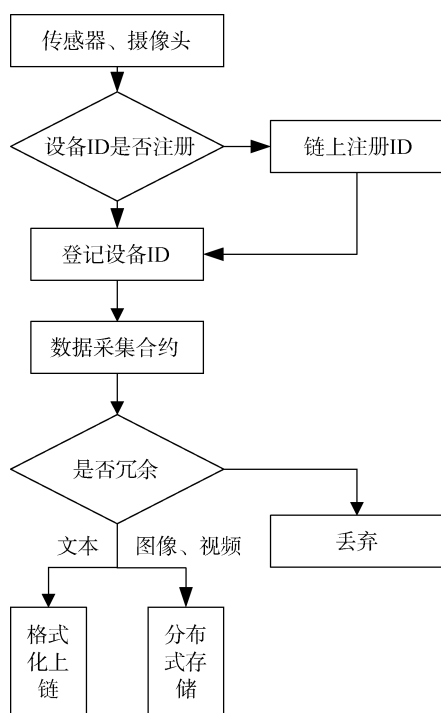 传感器、摄像头
设备ID是否注册
链上注册ID
登记设备ID
数据采集合约
是否冗余
丢弃
文本
图像、视频
格式
化上
链
分布
式存
储